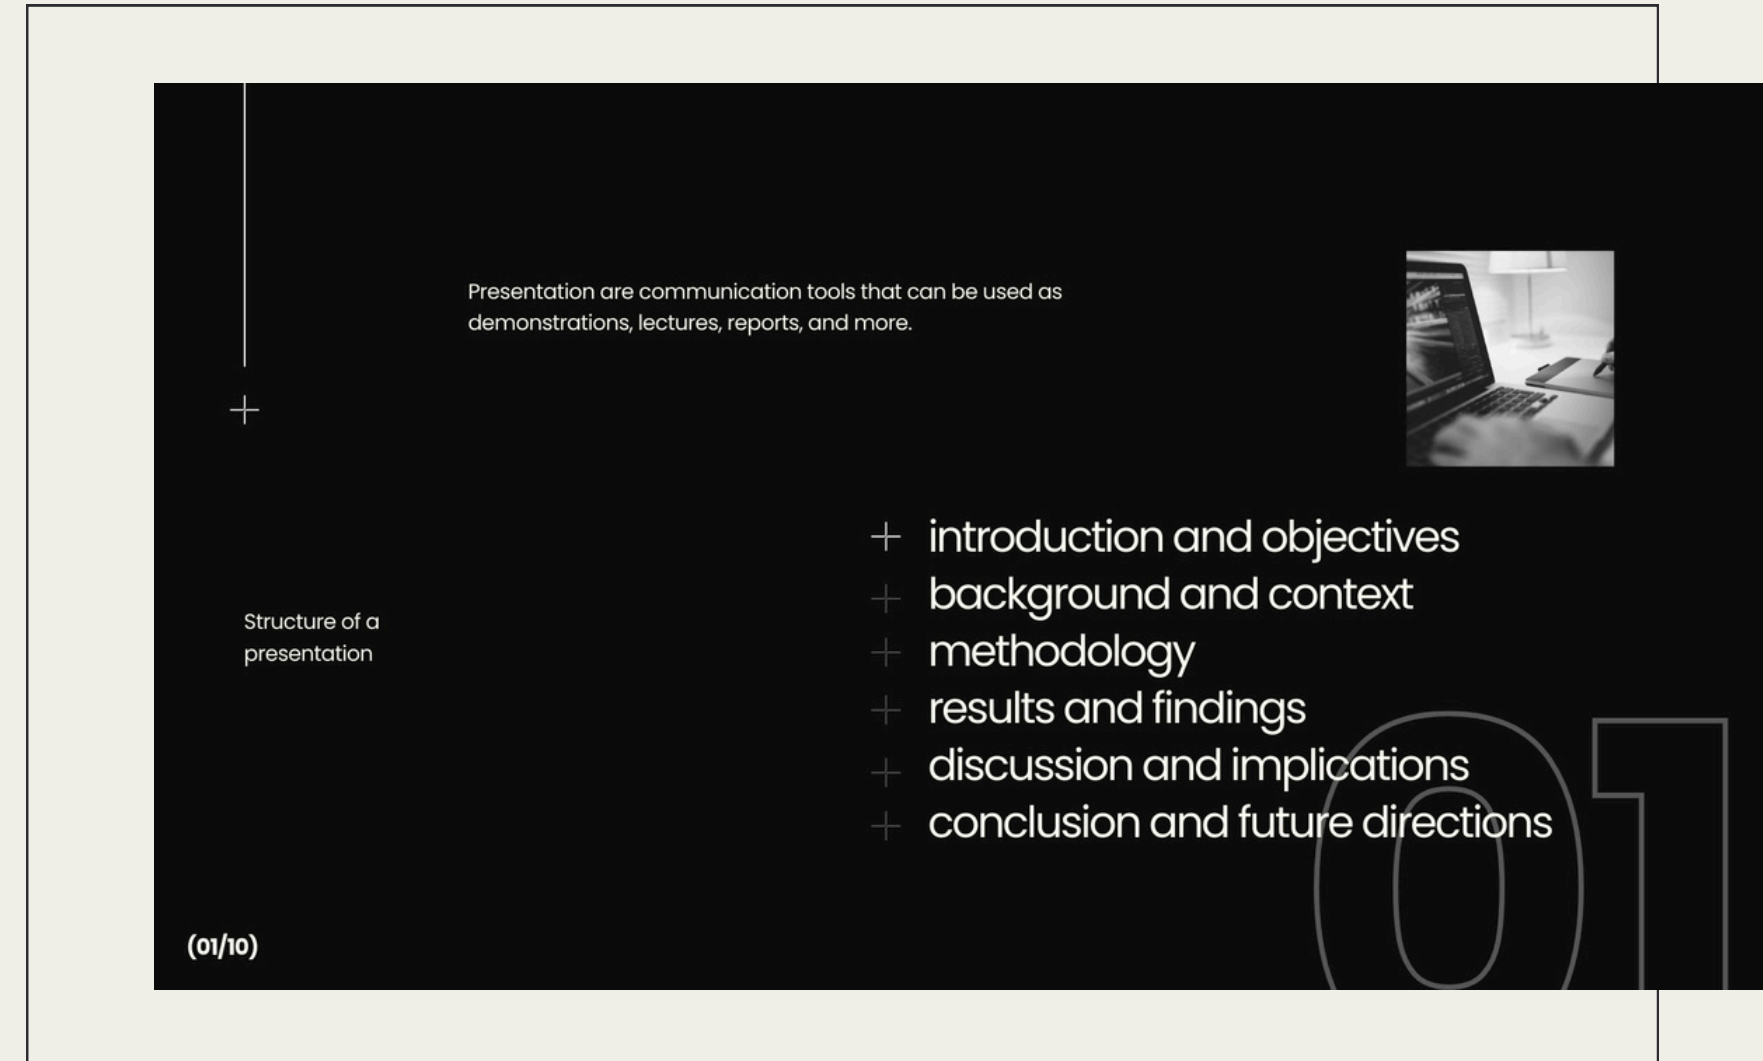 Presentation are communication tools that can be used as
demonstrations, lectures, reports, and more.
introduction and objectives
background and context
methodology
results and findings
discussion and implications
conclusion and future directions
Structure of a
presentation
01
(01/10)